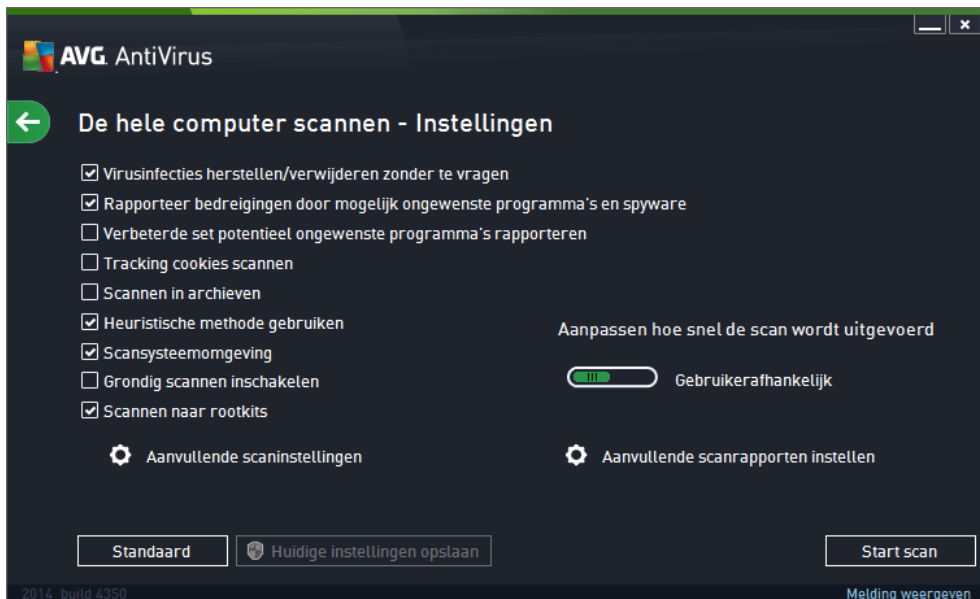 AVG. AntiVirus
De hele computer scannen - Instellingen
Virusinfecties herstellen/verwijderen zonder te vragen
Rapporteer bedreigingen door mogelijk ongewenste programma's en spyware
Verbeterde set potentieel ongewenste programma's rapporteren
Tracking cookies scannen
Scannen in archieven
Heuristische methode gebruiken
Scansysteemomgeving
Grondig scannen inschakelen
Scannen naar rootkits
Aanpassen hoe snel de scan wordt uitgevoerd
Gebruikerafhankelijk
Aanvullende scaninstellingen
Aanvullende scanrapporten instellen
Standaard
Huidige instellingen opslaan
Start scan
2014 build 4350
Melding weergeven